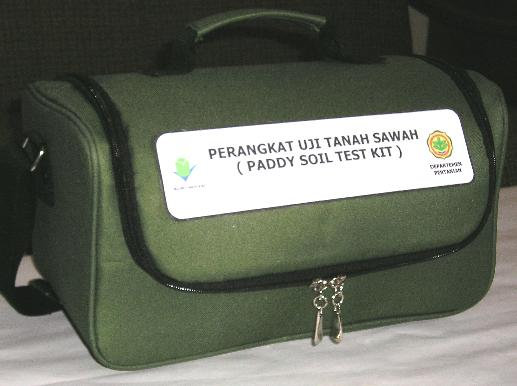 PERANGKAT UJI TANAH SAWAH
( PADDY SOIL TEST KIT )
DEPARTEMEN
PERTANIAN